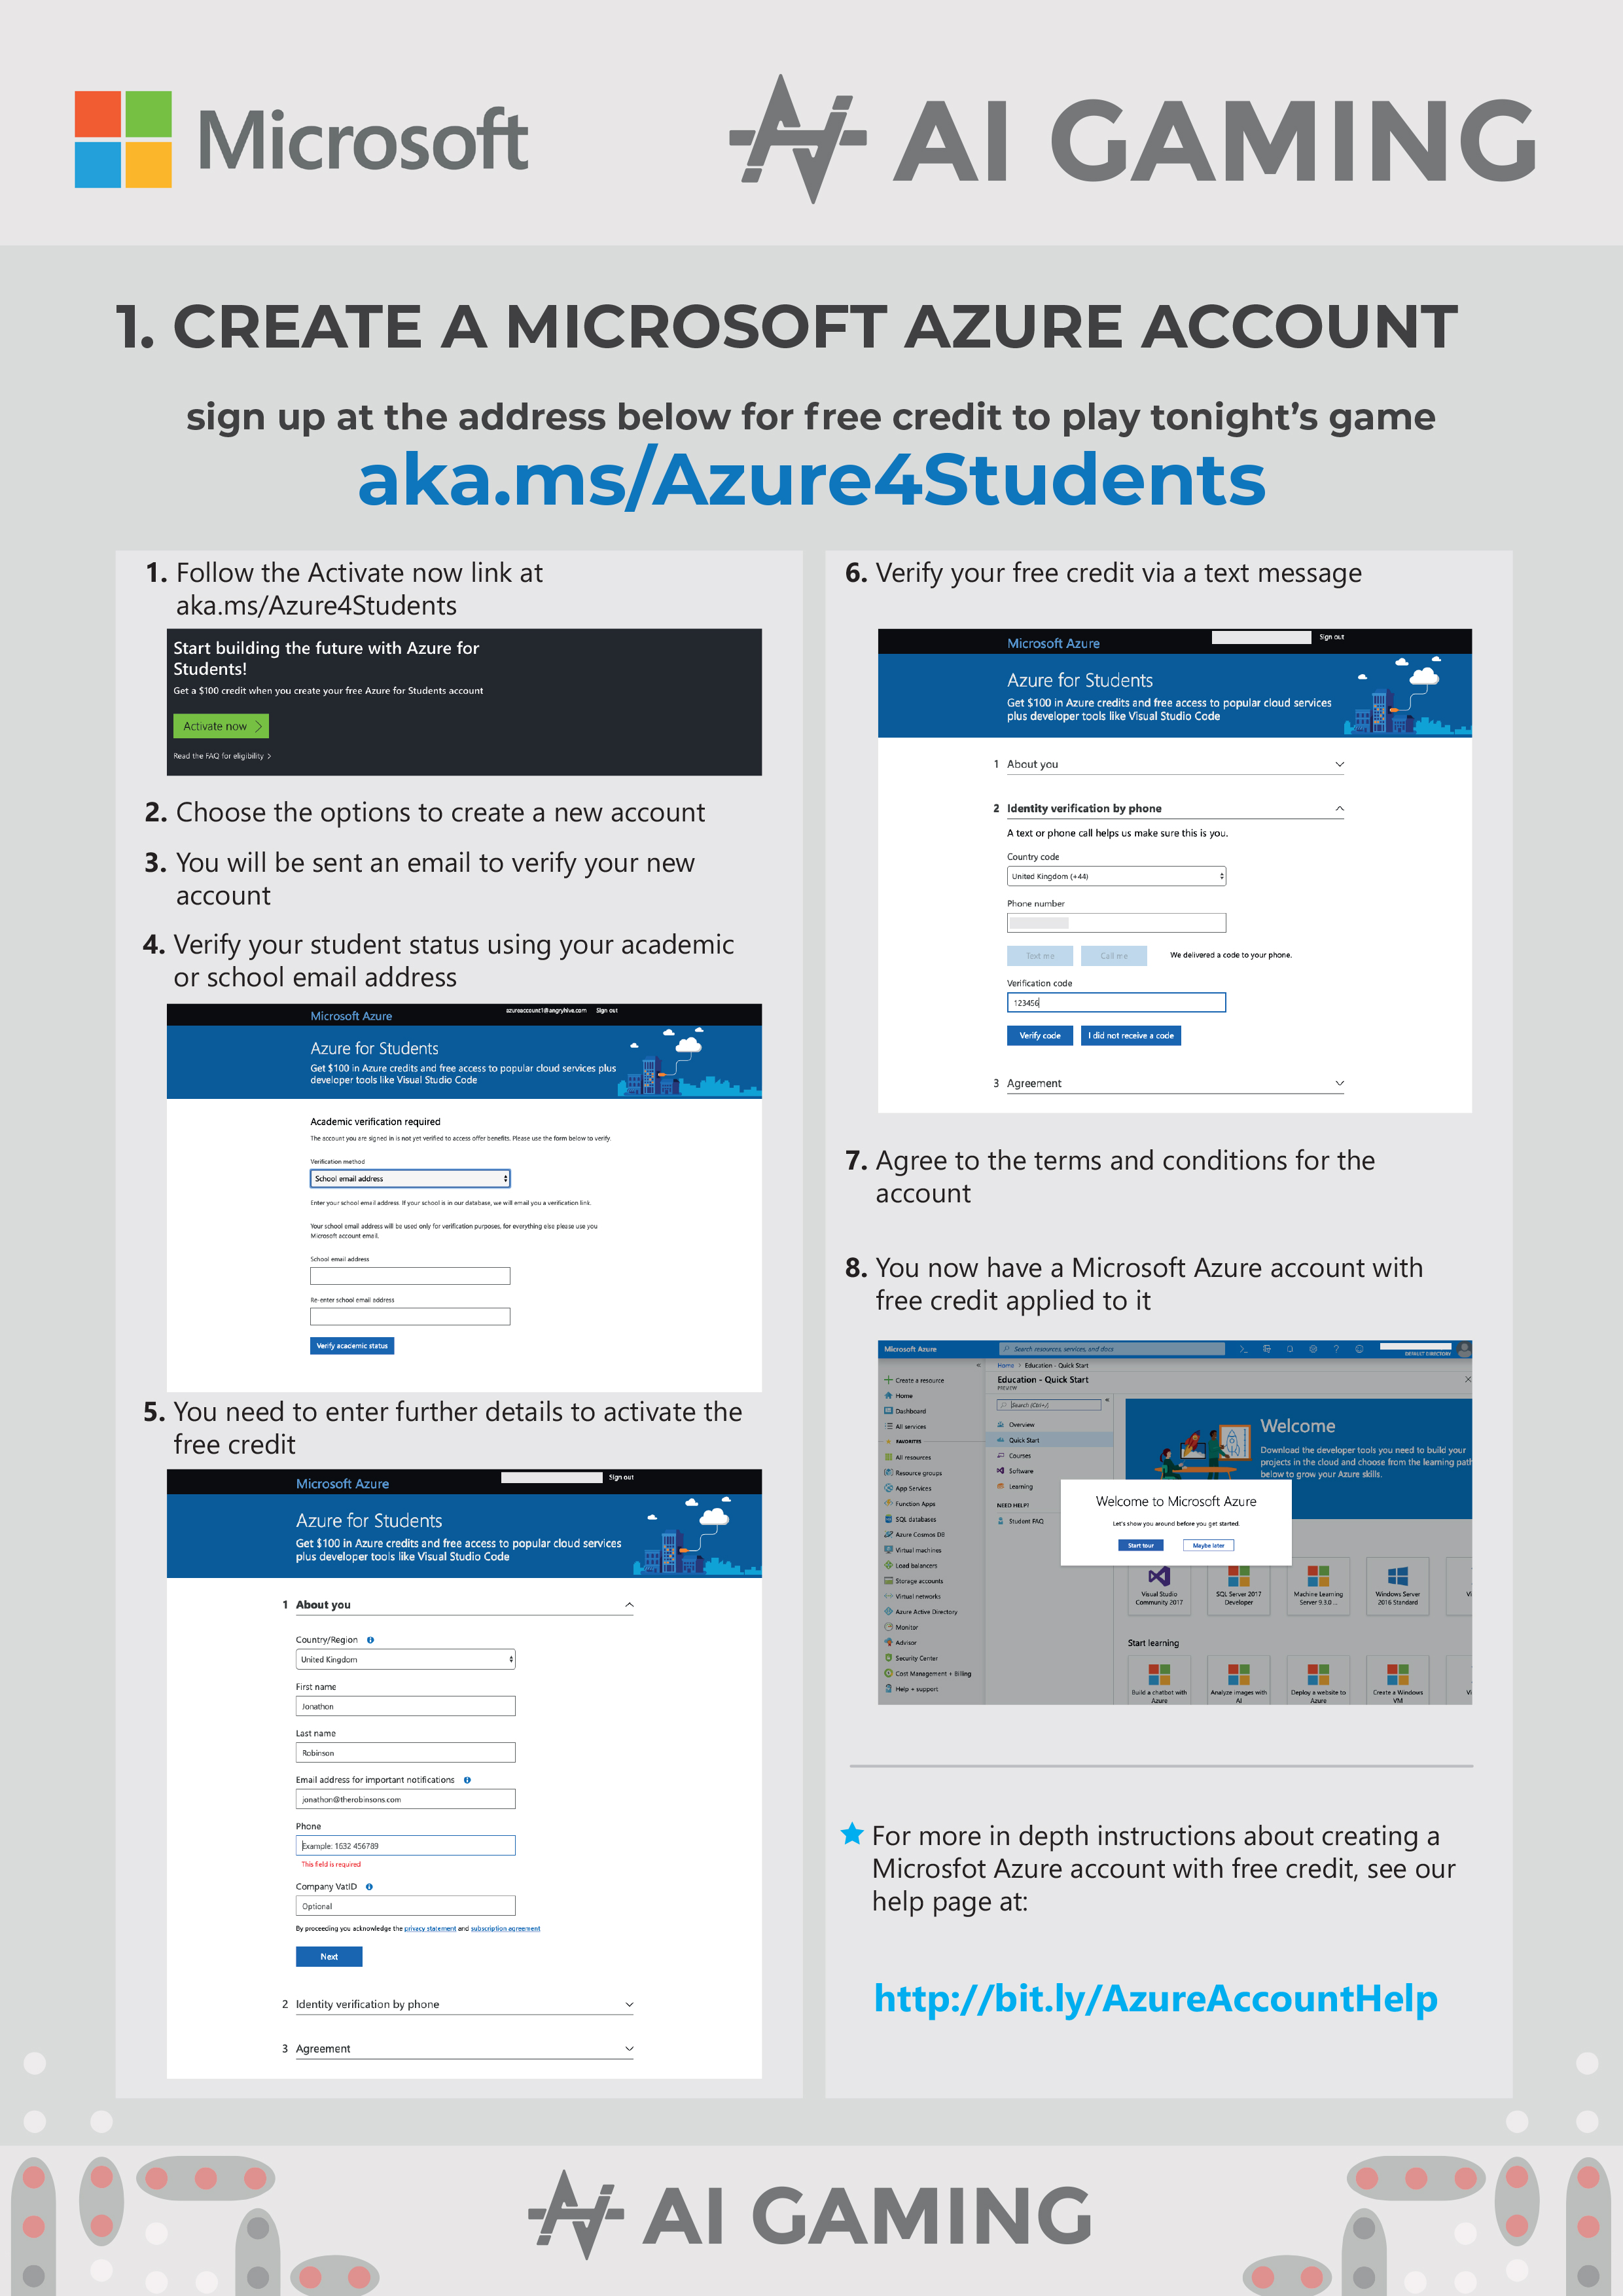 Microsoft
AI GAMING
1. CREATE A MICROSOFT AZURE ACCOUNT
sign up at the address below for free credit to play tonight's game
aka.ms/Azure4Students
1. Follow the Activate now link at
aka.ms/Azure4Students
Start building the future with Azure for
Students!
Get a $100 credit when you create your free Azure for Students account
Activate now
Read the FAQ for eligibility
2. Choose the options to create a new account
3. You will be sent an email to verify your new
account
4. Verify your student status using your academic
or school email address
Microsoft Azure
azureaccount1@angryhive.com Sign out
Azure for Students
Get $100 in Azure credits and free access to popular cloud services plus
developer tools like Visual Studio Code
Academic verification required
The account you are signed in is not yet verified to access offer benefits. Please use the form below to verify.
Verification method
School email address
Enter your school email address. If your school is in our database, we will email you a verification link.
Your school email address will be used only for verification purposes, for everything else please use you
Microsoft account email.
School email address
Re-enter school email address
Verify academic status
5. You need to enter further details to activate the
free credit
Microsoft Azure
Sign out
Azure for Students
Get $100 in Azure credits and free access to popular cloud services
plus developer tools like Visual Studio Code
1 About you
Country/Region
United Kingdom
First name
Jonathon
Last name
Robinson
Email address for important notifications
jonathon@therobinsons.com
Phone
Example: 1632 456789
This field is required
Company VatID
Optional
By proceeding you acknowledge the privacy statement and subscription agreement
Next
2 Identity verification by phone
3 Agreement
6. Verify your free credit via a text message
Microsoft Azure
Sign out
Azure for Students
Get $100 in Azure credits and free access to popular cloud services
plus developer tools like Visual Studio Code
1 About you
2 Identity verification by phone
A text or phone call helps us make sure this is you.
Country code
United Kingdom (+44)
Phone number
Text me Call me We delivered a code to your phone.
Verification code
123456
Verify code I did not receive a code
3 Agreement
7. Agree to the terms and conditions for the
account
8. You now have a Microsoft Azure account with
free credit applied to it
Microsoft Azure
Search resources, services, and docs
DEFAULT DIRECTORY
Create a resource
Home
Dashboard
All services
FAVORITES
All resources
Resource groups
App Services
Function Apps
SQL databases
Azure Cosmos DB
Virtual machines
Load balancers
Storage accounts
Virtual networks
Azure Active Directory
Monitor
Advisor
Security Center
Cost Management + Billing
Help + support
Home > Education - Quick Start
Education - Quick Start
PREVIEW
Search (Ctrl+/)
Overview
Quick Start
Courses
Software
Learning
NEED HELP?
Student FAQ
Welcome
Download the developer tools you need to build your
projects in the cloud and choose from the learning path
below to grow your Azure skills.
Welcome to Microsoft Azure
Let's show you around before you get started.
Start tour Maybe later
Visual Studio
Community 2017
SQL Server 2017
Developer
Machine Learning
Server 9.3.0 ...
Windows Server
2016 Standard
Vi
Start learning
Build a chatbot with
Azure
Analyze images with
AI
Deploy a website to
Azure
Create a Windows
VM
Vi
For more in depth instructions about creating a
Microsfot Azure account with free credit, see our
help page at:
http://bit.ly/AzureAccountHelp
AI GAMING